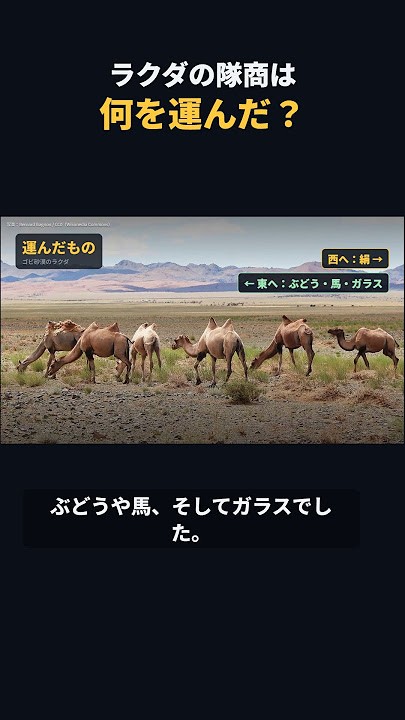 ラクダの隊商は
何を運んだ？
運んだもの
ゴビ砂漠のラクダ
西へ：絹 →
← 東へ：ぶどう・馬・ガラス
ぶどうや馬、そしてガラスでし
た。